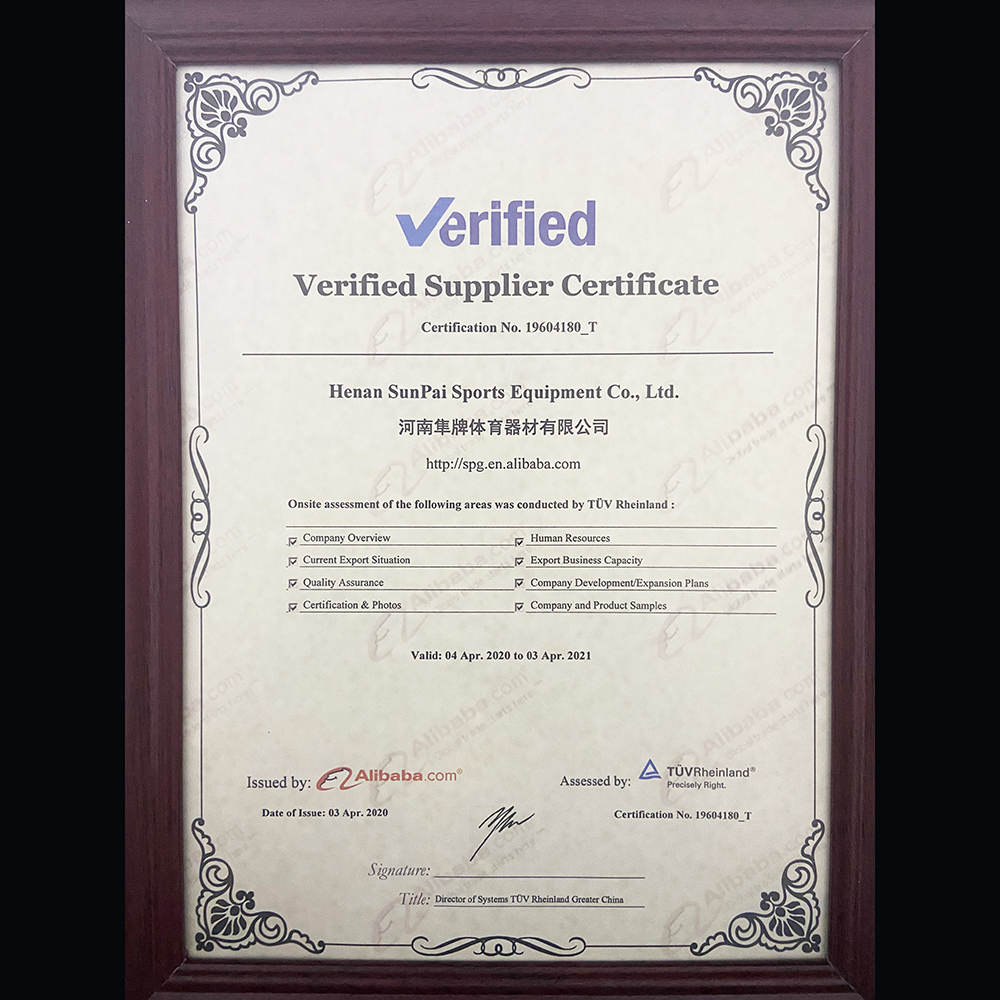 Verified
Verified Supplier Certificate
Certification No. 19604180_T
Henan SunPai Sports Equipment Co., Ltd.
河南隼牌体育器材有限公司
http://spg.en.alibaba.com
Onsite assessment of the following areas was conducted by TÜV Rheinland :
Company Overview
Human Resources
Current Export Situation
Export Business Capacity
Quality Assurance
Company Development/Expansion Plans
Certification & Photos
Company and Product Samples
Valid: 04 Apr. 2020 to 03 Apr. 2021
Issued by: Alibaba.com®
Assessed by: TÜVRheinland®
Precisely Right.
Date of Issue: 03 Apr. 2020
Certification No. 19604180_T
Signature:
Title: Director of Systems TÜV Rheinland Greater China